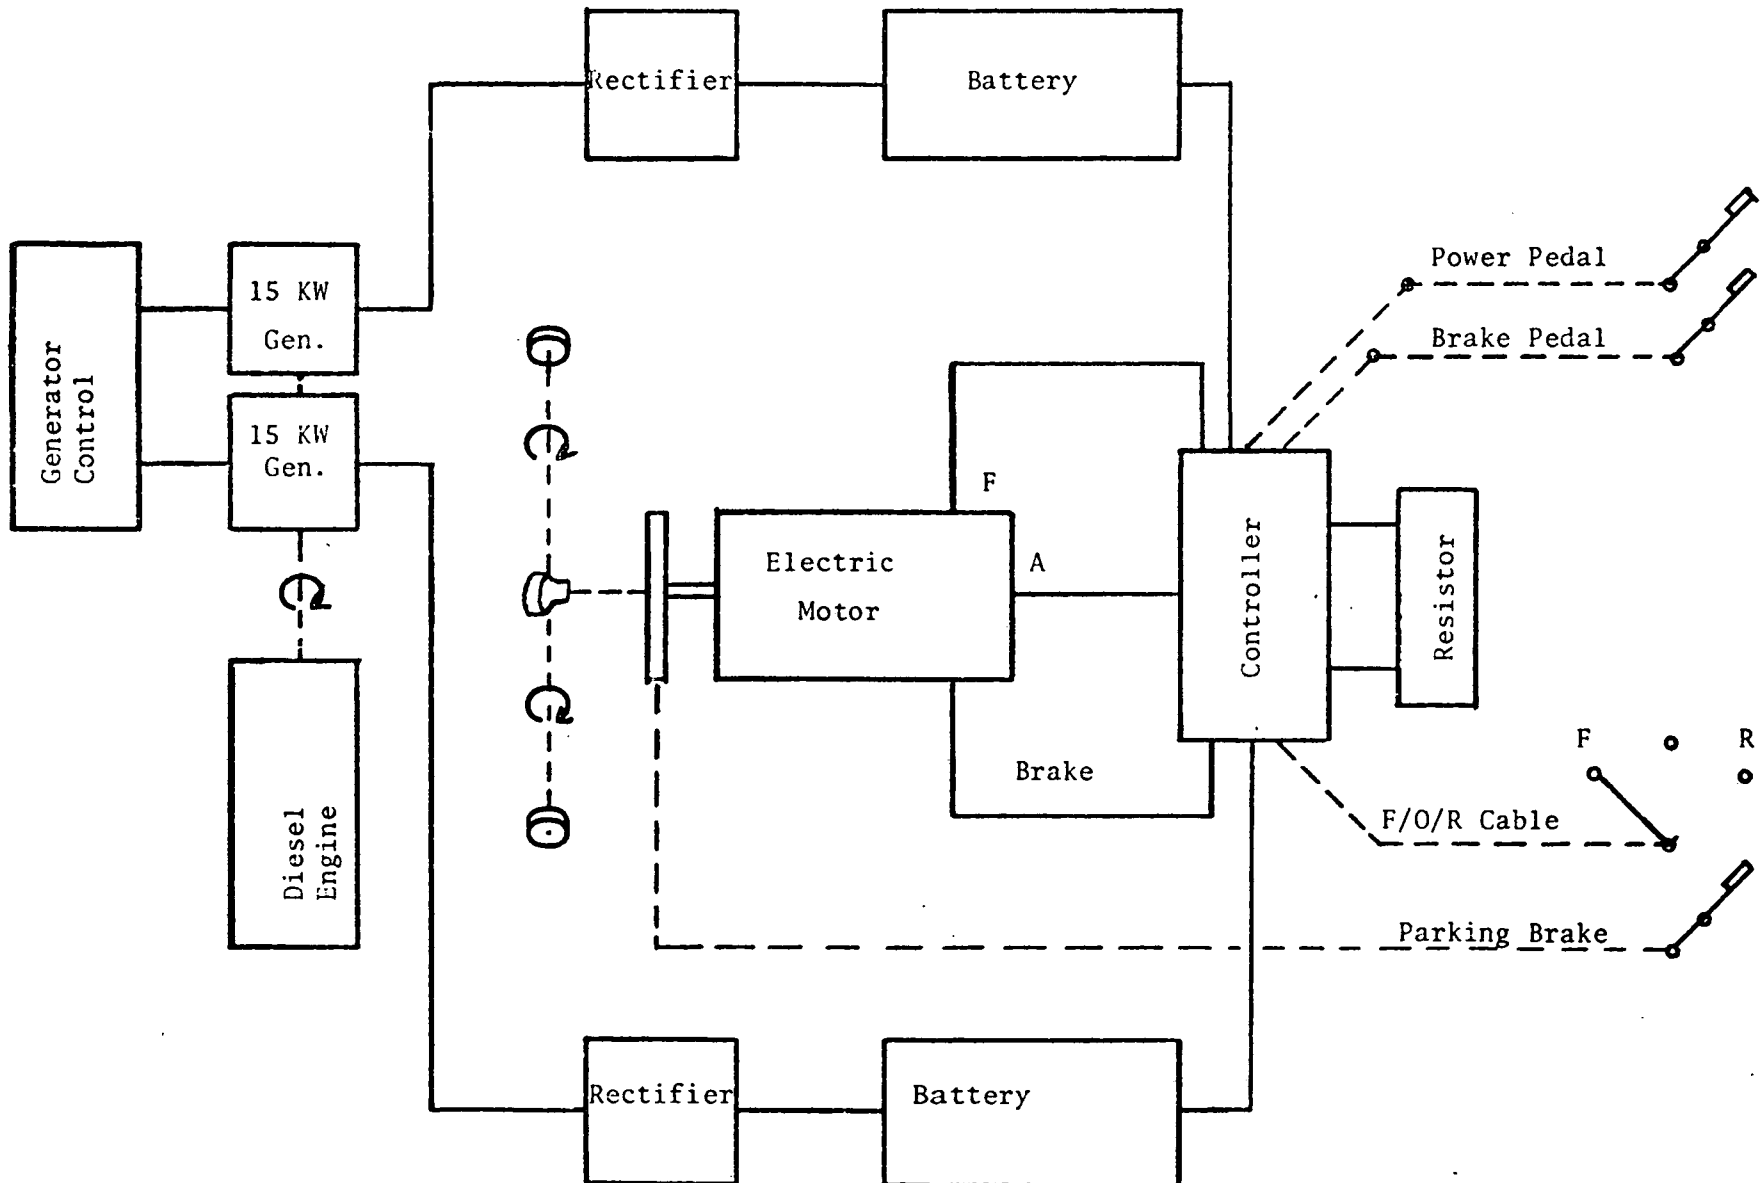 Rectifier
Battery
Power Pedal
Brake Pedal
15 KW
Gen.
Generator
Control
15 KW
Gen.
F
Electric
Motor
A
Controller
Resistor
Brake
F
R
F/O/R Cable
Diesel
Engine
Parking Brake
Rectifier
Battery